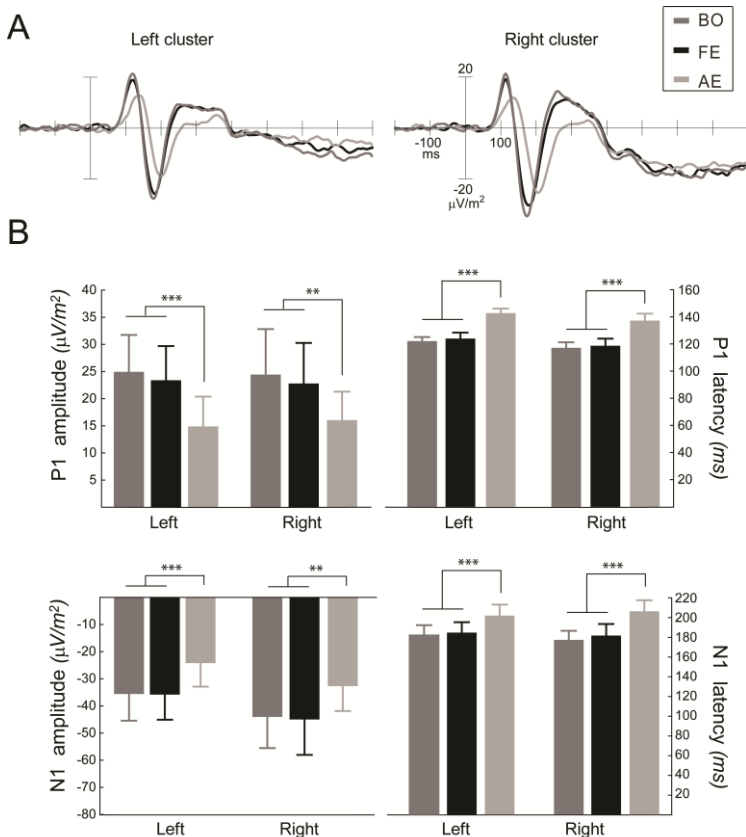 A
Left cluster
Right cluster
BO
FE
AE
20
-100
ms
100
-20
µV/m²
B
P1 amplitude (µV/m²)
40
35
30
25
20
15
10
5
***
**
Left
Right
***
***
160
140
120
100
80
60
40
20
P1 latency (ms)
Left
Right
N1 amplitude (µV/m²)
-10
-20
-30
-40
-50
-60
-70
-80
***
**
Left
Right
***
***
220
200
180
160
140
120
100
80
60
40
20
N1 latency (ms)
Left
Right